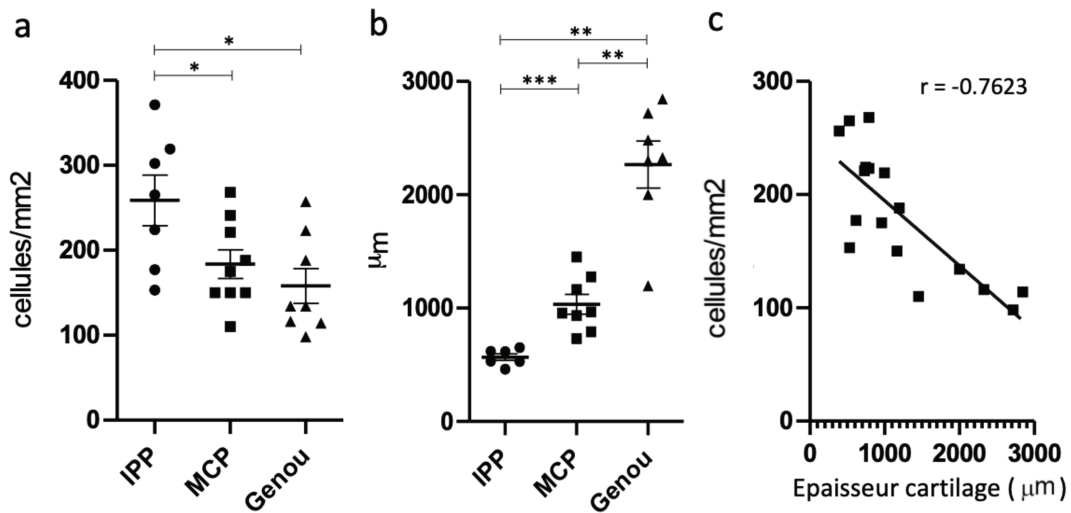 a
*
*
400
300
200
100
0
cellules/mm2
IPP
MCP
Genou
b
**
**
***
3000
2000
1000
0
μm
IPP
MCP
Genou
c
r = -0.7623
300
200
100
0
cellules/mm2
0 1000 2000 3000
Epaisseur cartilage ( μm)